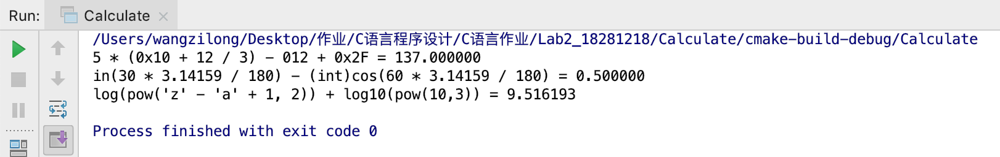 Run: Calculate
/Users/wangzilong/Desktop/作业/C语言程序设计/C语言作业/Lab2_18281218/Calculate/cmake-build-debug/Calculate
5 * (0x10 + 12 / 3) - 012 + 0x2F = 137.000000
in(30 * 3.14159 / 180) - (int)cos(60 * 3.14159 / 180) = 0.500000
log(pow('z' - 'a' + 1, 2)) + log10(pow(10,3)) = 9.516193
Process finished with exit code 0